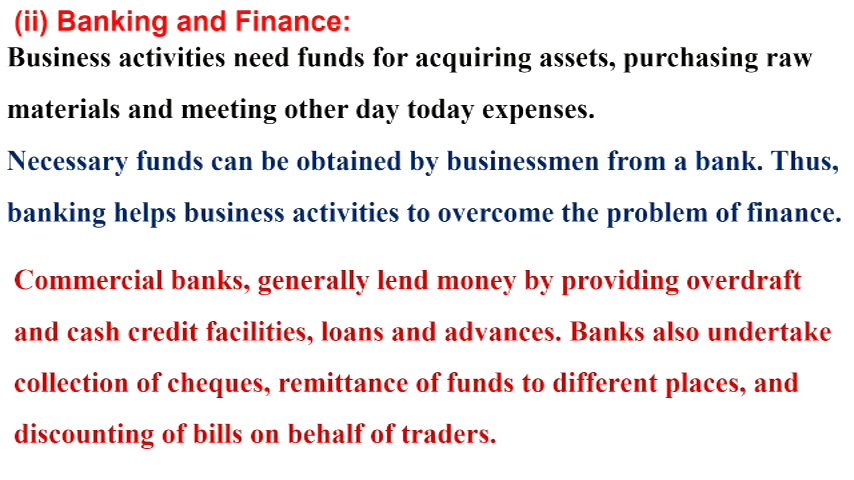 (ii) Banking and Finance:
Business activities need funds for acquiring assets, purchasing raw
materials and meeting other day today expenses.
Necessary funds can be obtained by businessmen from a bank. Thus,
banking helps business activities to overcome the problem of finance.
Commercial banks, generally lend money by providing overdraft
and cash credit facilities, loans and advances. Banks also undertake
collection of cheques, remittance of funds to different places, and
discounting of bills on behalf of traders.